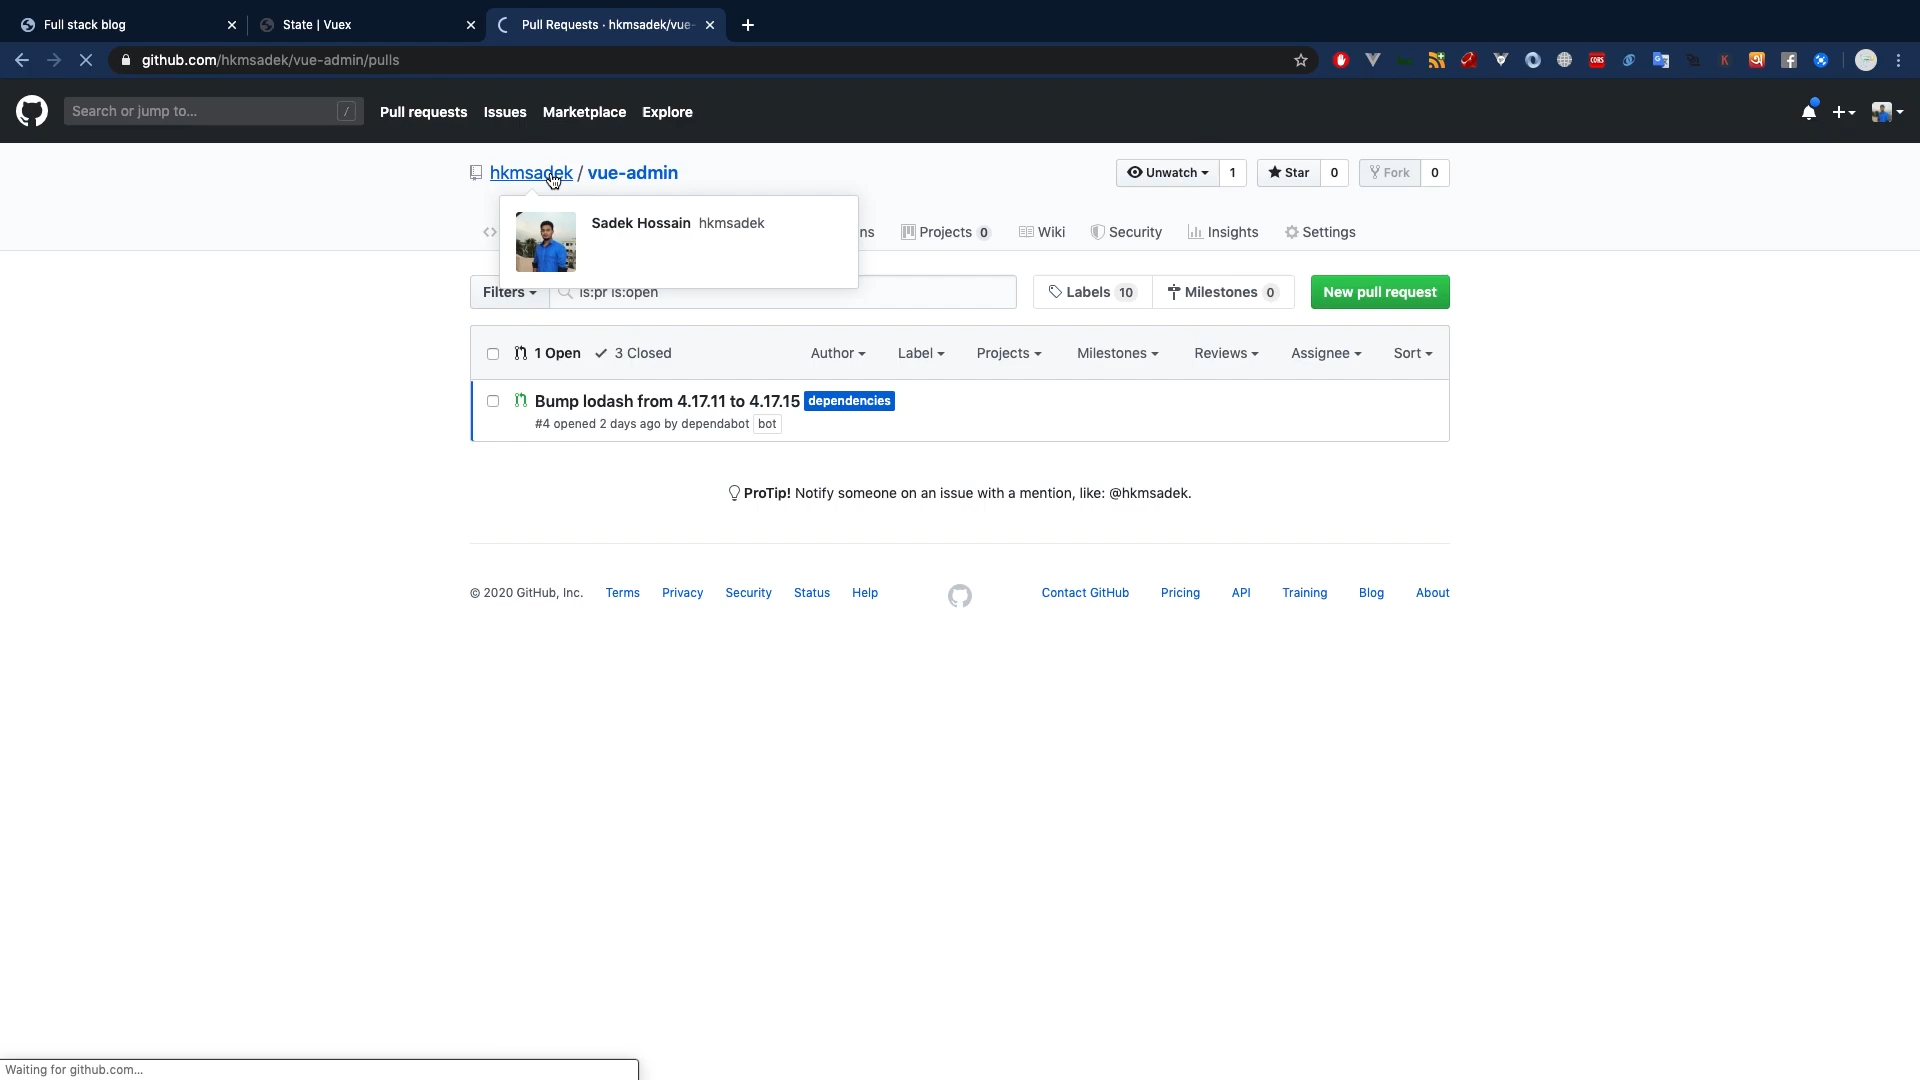 Full stack blog
State | Vuex
Pull Requests · hkmsadek/vue-
github.com/hkmsadek/vue-admin/pulls
CORS
K
Search or jump to...
/
Pull requests
Issues
Marketplace
Explore
hkmsadek / vue-admin
Unwatch
1
Star
0
Fork
0
Sadek Hossain hkmsadek
ns
Projects 0
Wiki
Security
Insights
Settings
Filters
is:pr is:open
Labels 10
Milestones 0
New pull request
1 Open
3 Closed
Author
Label
Projects
Milestones
Reviews
Assignee
Sort
Bump lodash from 4.17.11 to 4.17.15 dependencies
#4 opened 2 days ago by dependabot bot
ProTip! Notify someone on an issue with a mention, like: @hkmsadek.
© 2020 GitHub, Inc.
Terms
Privacy
Security
Status
Help
Contact GitHub
Pricing
API
Training
Blog
About
Waiting for github.com...